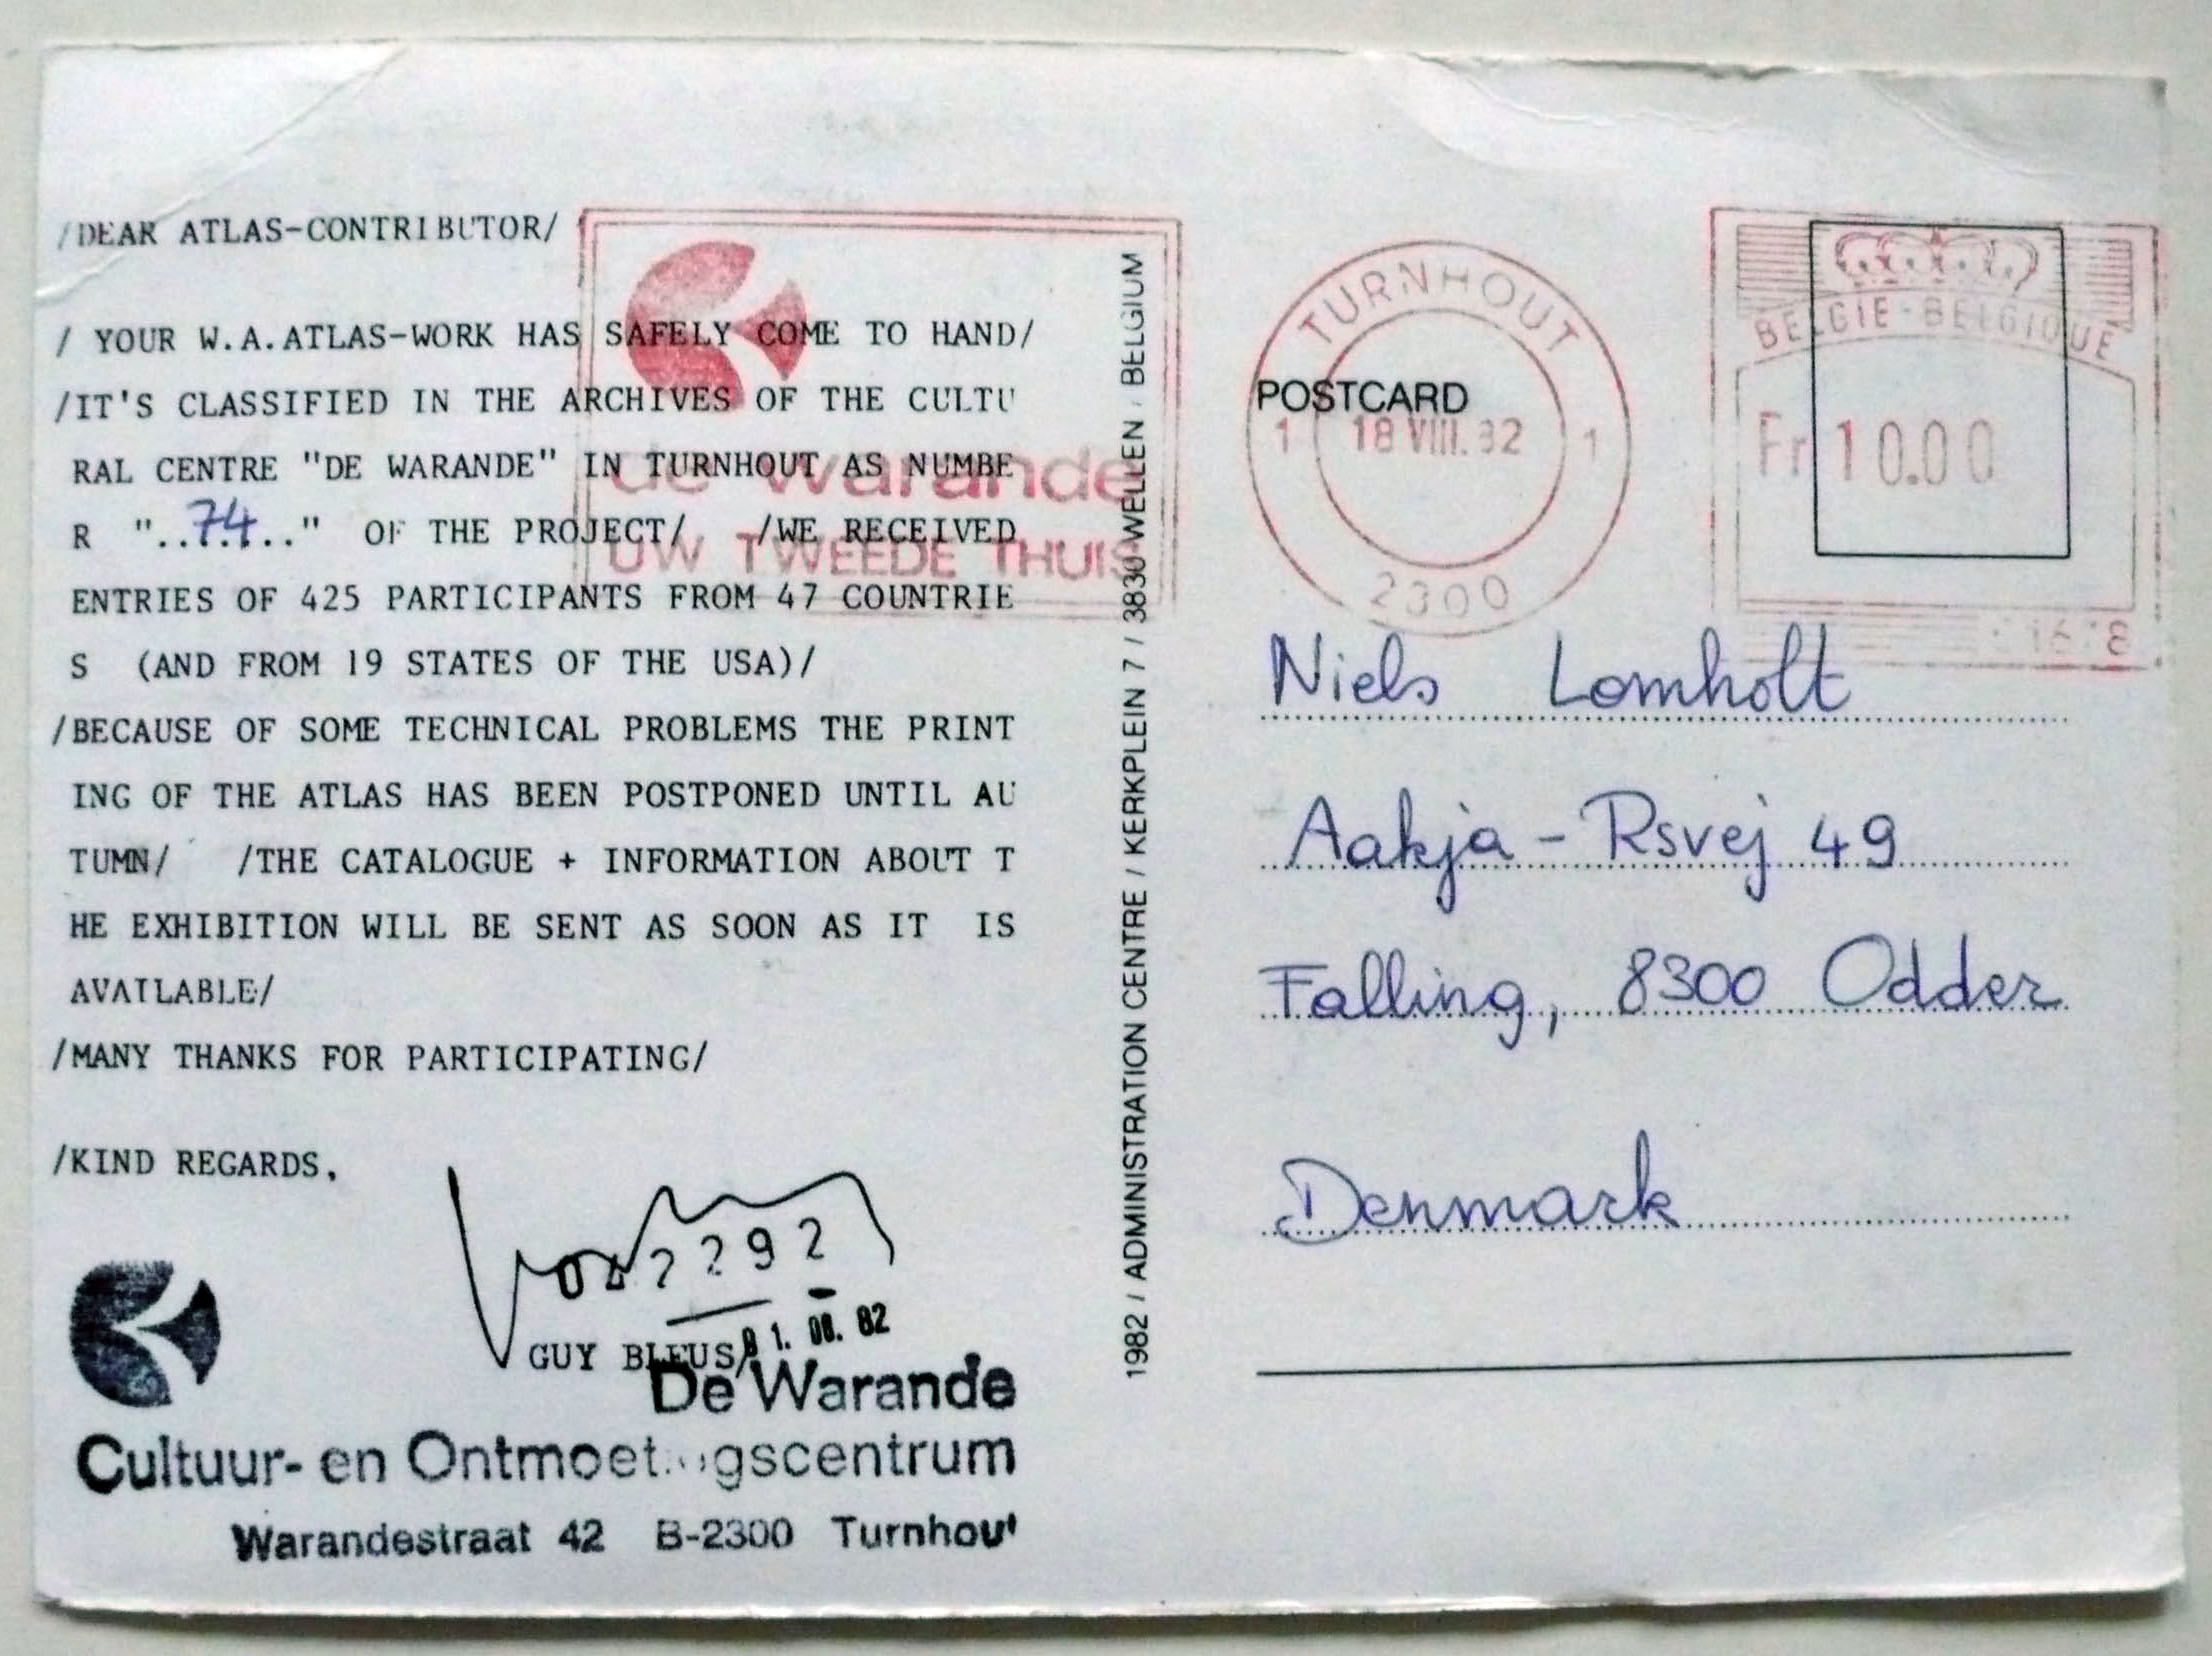 /DEAR ATLAS-CONTRIBUTOR/
/ YOUR W.A.ATLAS-WORK HAS SAFELY COME TO HAND/
/IT'S CLASSIFIED IN THE ARCHIVES OF THE CULTU
RAL CENTRE "DE WARANDE" IN TURNHOUT AS NUMBE
R "..74.." OF THE PROJECT/ /WE RECEIVED
ENTRIES OF 425 PARTICIPANTS FROM 47 COUNTRIE
S (AND FROM 19 STATES OF THE USA)/
/BECAUSE OF SOME TECHNICAL PROBLEMS THE PRINT
ING OF THE ATLAS HAS BEEN POSTPONED UNTIL AU
TUMN/ /THE CATALOGUE + INFORMATION ABOUT T
HE EXHIBITION WILL BE SENT AS SOON AS IT IS
AVAILABLE/
/MANY THANKS FOR PARTICIPATING/
/KIND REGARDS,
GUY BLEUS/
De Warande
Cultuur- en
Warandestraat 42 B-2300 Turnhout
de warande
UW TWEEDE THUIS
1982 / ADMINISTRATION CENTRE / KERKPLEIN 7 / 3830 WELLEN / BELGIUM
TURNHOUT
POSTCARD
1 18 VIII. 82 1
2300
BELGIE-BELGIQUE
Fr 10.00
Niels Lomholt
Aakja - Rsvej 49
Falling, 8300 Odder
Denmark